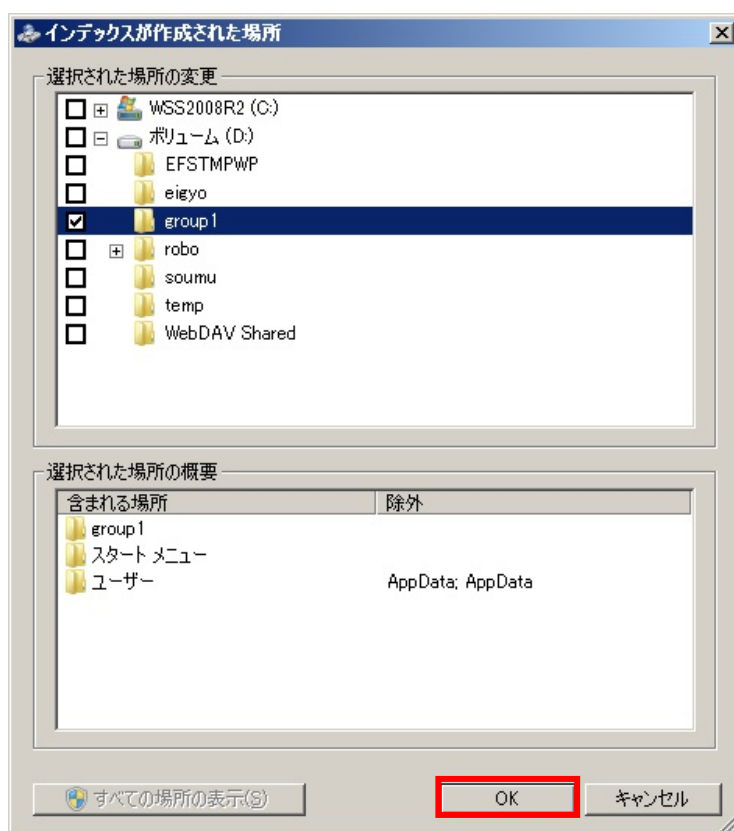 インデックスが作成された場所
選択された場所の変更
WSS2008R2 (C:)
ボリューム (D:)
EFSTMPWP
eigyo
group1
robo
soumu
temp
WebDAV Shared
選択された場所の概要
含まれる場所 除外
group1
スタート メニュー
ユーザー AppData; AppData
すべての場所の表示(S) OK キャンセル